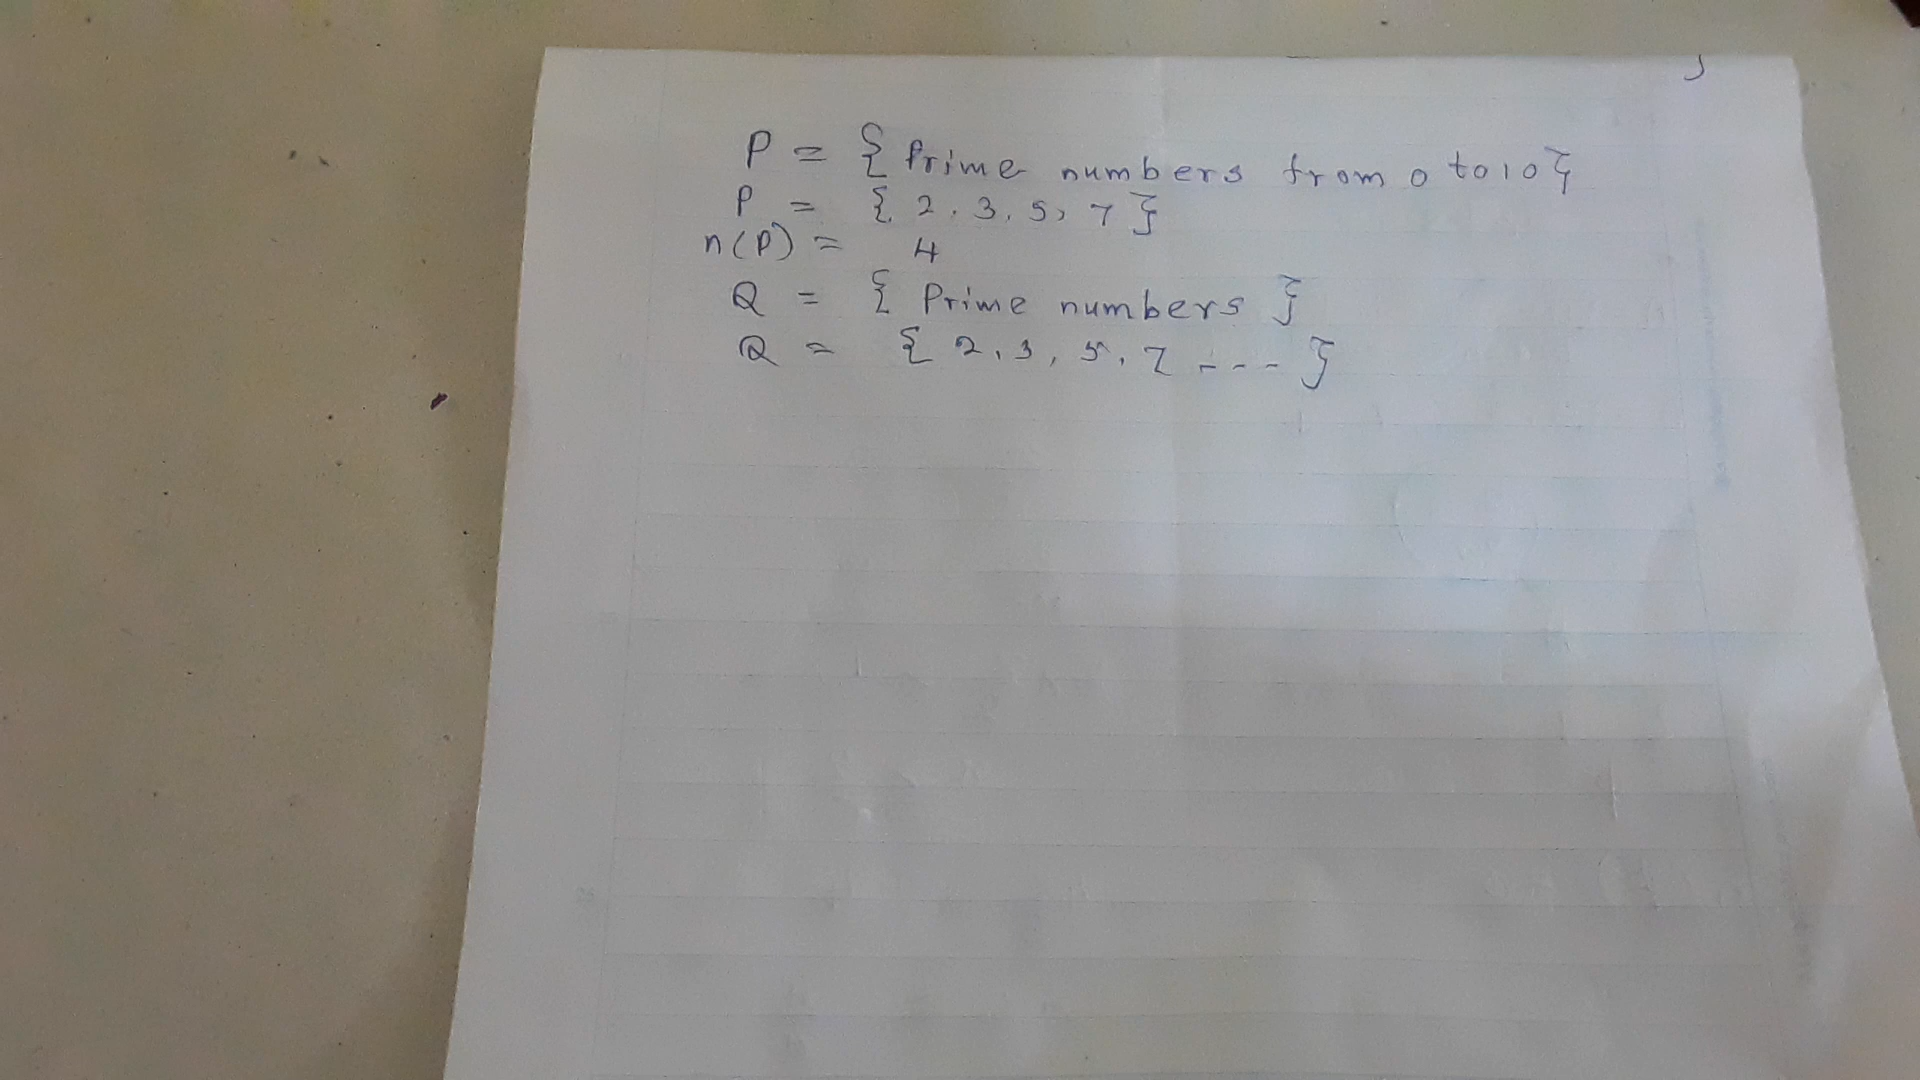 P = { Prime numbers from 0 to 10 }
P = { 2, 3, 5, 7 }
n(P) = 4
Q = { Prime numbers }
Q = { 2, 3, 5, 7 - - - }